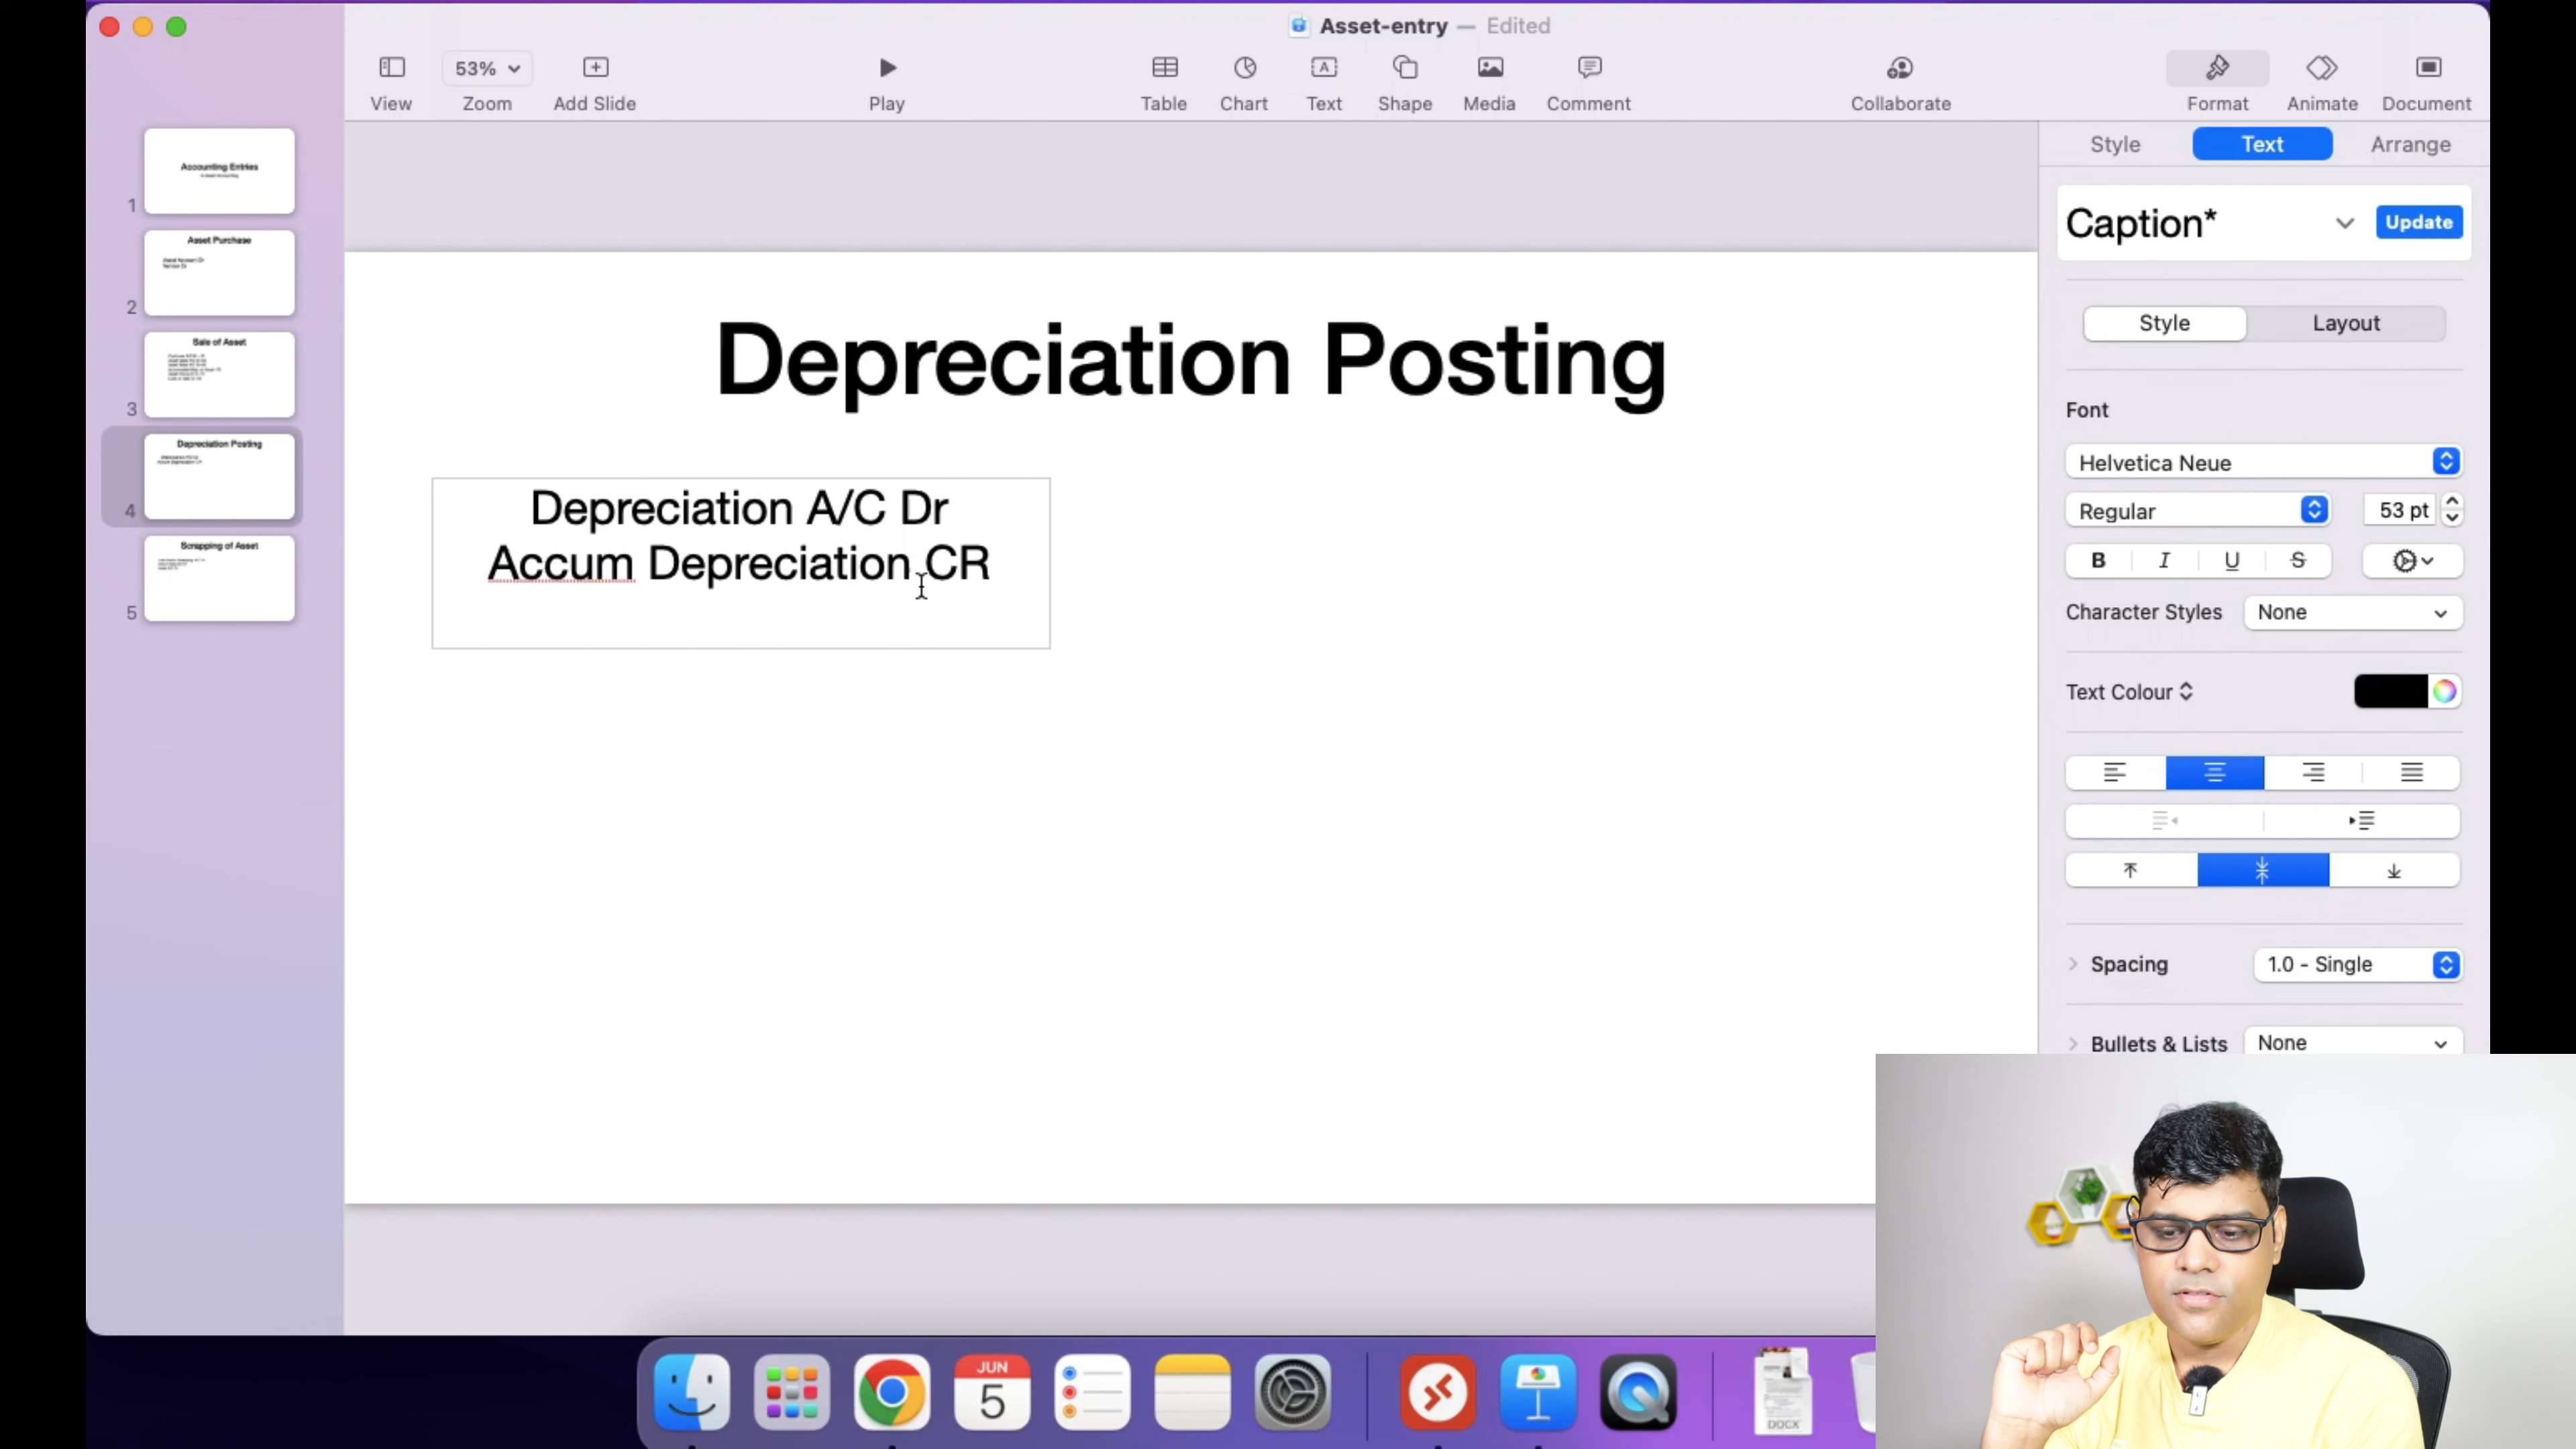 Asset-entry — Edited
View
53%
Zoom
Add Slide
Play
Table
Chart
Text
Shape
Media
Comment
Collaborate
Format
Animate
Document
Accounting Entries
1
Asset Purchase
2
Sale of Asset
3
Depreciation Posting
4
Scrapping of Asset
5
Depreciation Posting
Depreciation A/C Dr
Accum Depreciation CR
Style
Text
Arrange
Caption*
Update
Style
Layout
Font
Helvetica Neue
Regular
53 pt
B I U S
Character Styles
None
Text Colour
Spacing
1.0 - Single
Bullets & Lists
None
JUN
5
DOCX